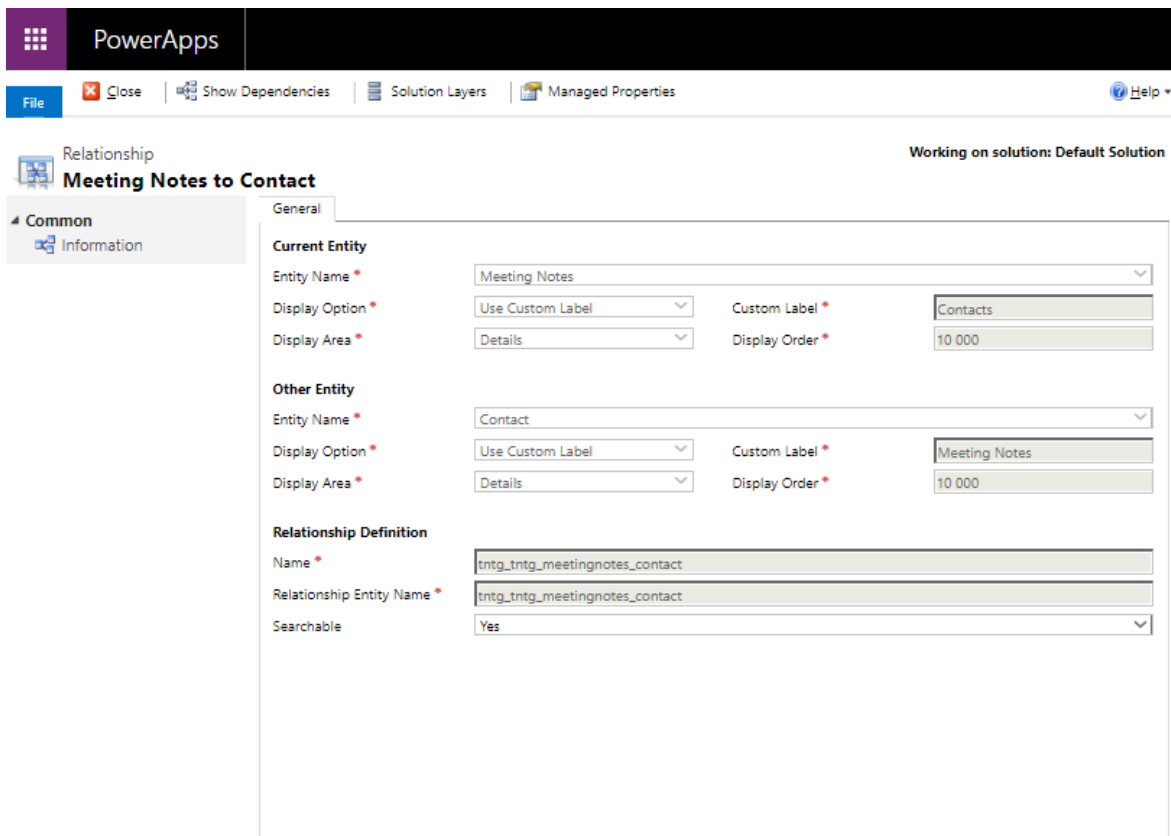 PowerApps
File Close Show Dependencies Solution Layers Managed Properties Help
Relationship
Working on solution: Default Solution
Meeting Notes to Contact
Common
Information
General
Current Entity
Entity Name * Meeting Notes
Display Option * Use Custom Label Custom Label * Contacts
Display Area * Details Display Order * 10 000
Other Entity
Entity Name * Contact
Display Option * Use Custom Label Custom Label * Meeting Notes
Display Area * Details Display Order * 10 000
Relationship Definition
Name * tntg_tntg_meetingnotes_contact
Relationship Entity Name * tntg_tntg_meetingnotes_contact
Searchable Yes